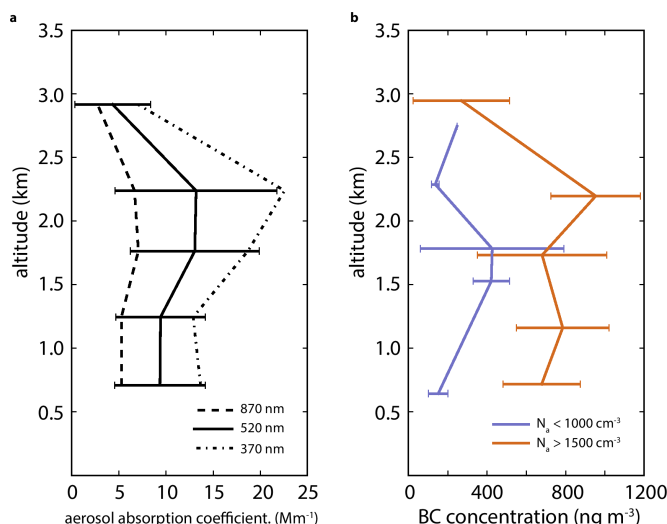 a
b
3.5
3.0
2.5
2.0
1.5
1.0
0.5
altitude (km)
870 nm
520 nm
370 nm
0 5 10 15 20 25
aerosol absorption coefficient. (Mm⁻¹)
3.5
3.0
2.5
2.0
1.5
1.0
0.5
altitude (km)
Nₐ < 1000 cm⁻³
Nₐ > 1500 cm⁻³
0 400 800 1200
BC concentration (ng m⁻³)